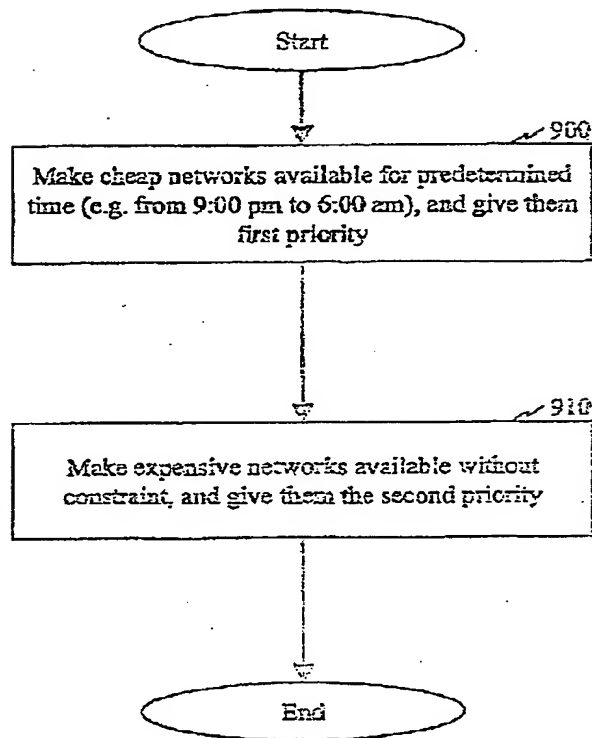 Start
900
Make cheap networks available for predetermined
time (e.g. from 9:00 pm to 6:00 am), and give them
first priority
910
Make expensive networks available without
constraint, and give them the second priority
End